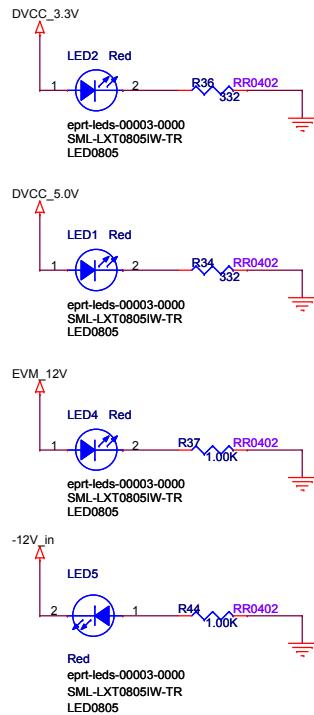 DVCC_3.3V
LED2 Red
1 2 R36 RR0402
332
eprt-leds-00003-0000
SML-LXT0805IW-TR
LED0805
DVCC_5.0V
LED1 Red
1 2 R34 RR0402
332
eprt-leds-00003-0000
SML-LXT0805IW-TR
LED0805
EVM_12V
LED4 Red
1 2 R37 RR0402
1.00K
eprt-leds-00003-0000
SML-LXT0805IW-TR
LED0805
-12V_in
LED5
2 1 R44 RR0402
1.00K
Red
eprt-leds-00003-0000
SML-LXT0805IW-TR
LED0805